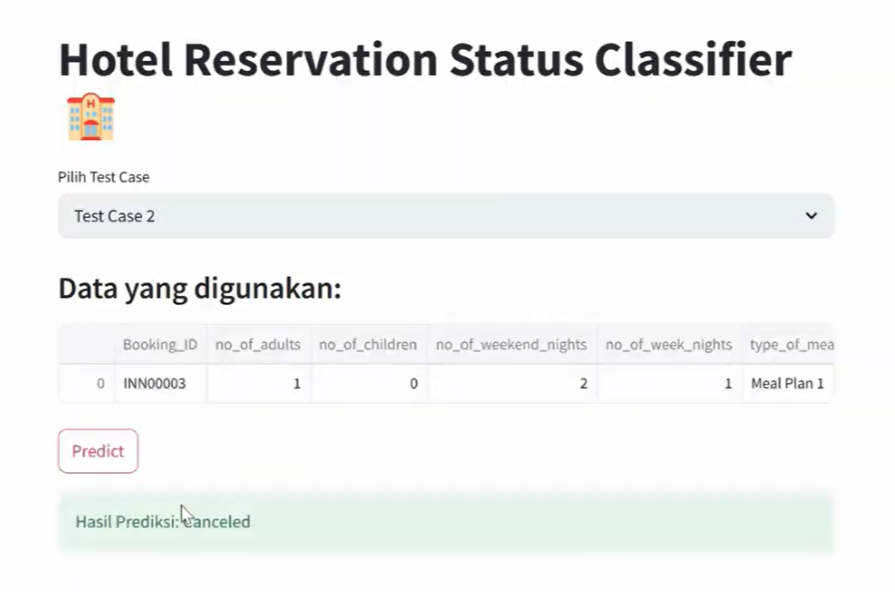 Hotel Reservation Status Classifier
H
Pilih Test Case
Test Case 2
Data yang digunakan:
Booking_ID no_of_adults no_of_children no_of_weekend_nights no_of_week_nights type_of_mea
0 INN00003 1 0 2 1 Meal Plan 1
Predict
Hasil Prediksi: Canceled